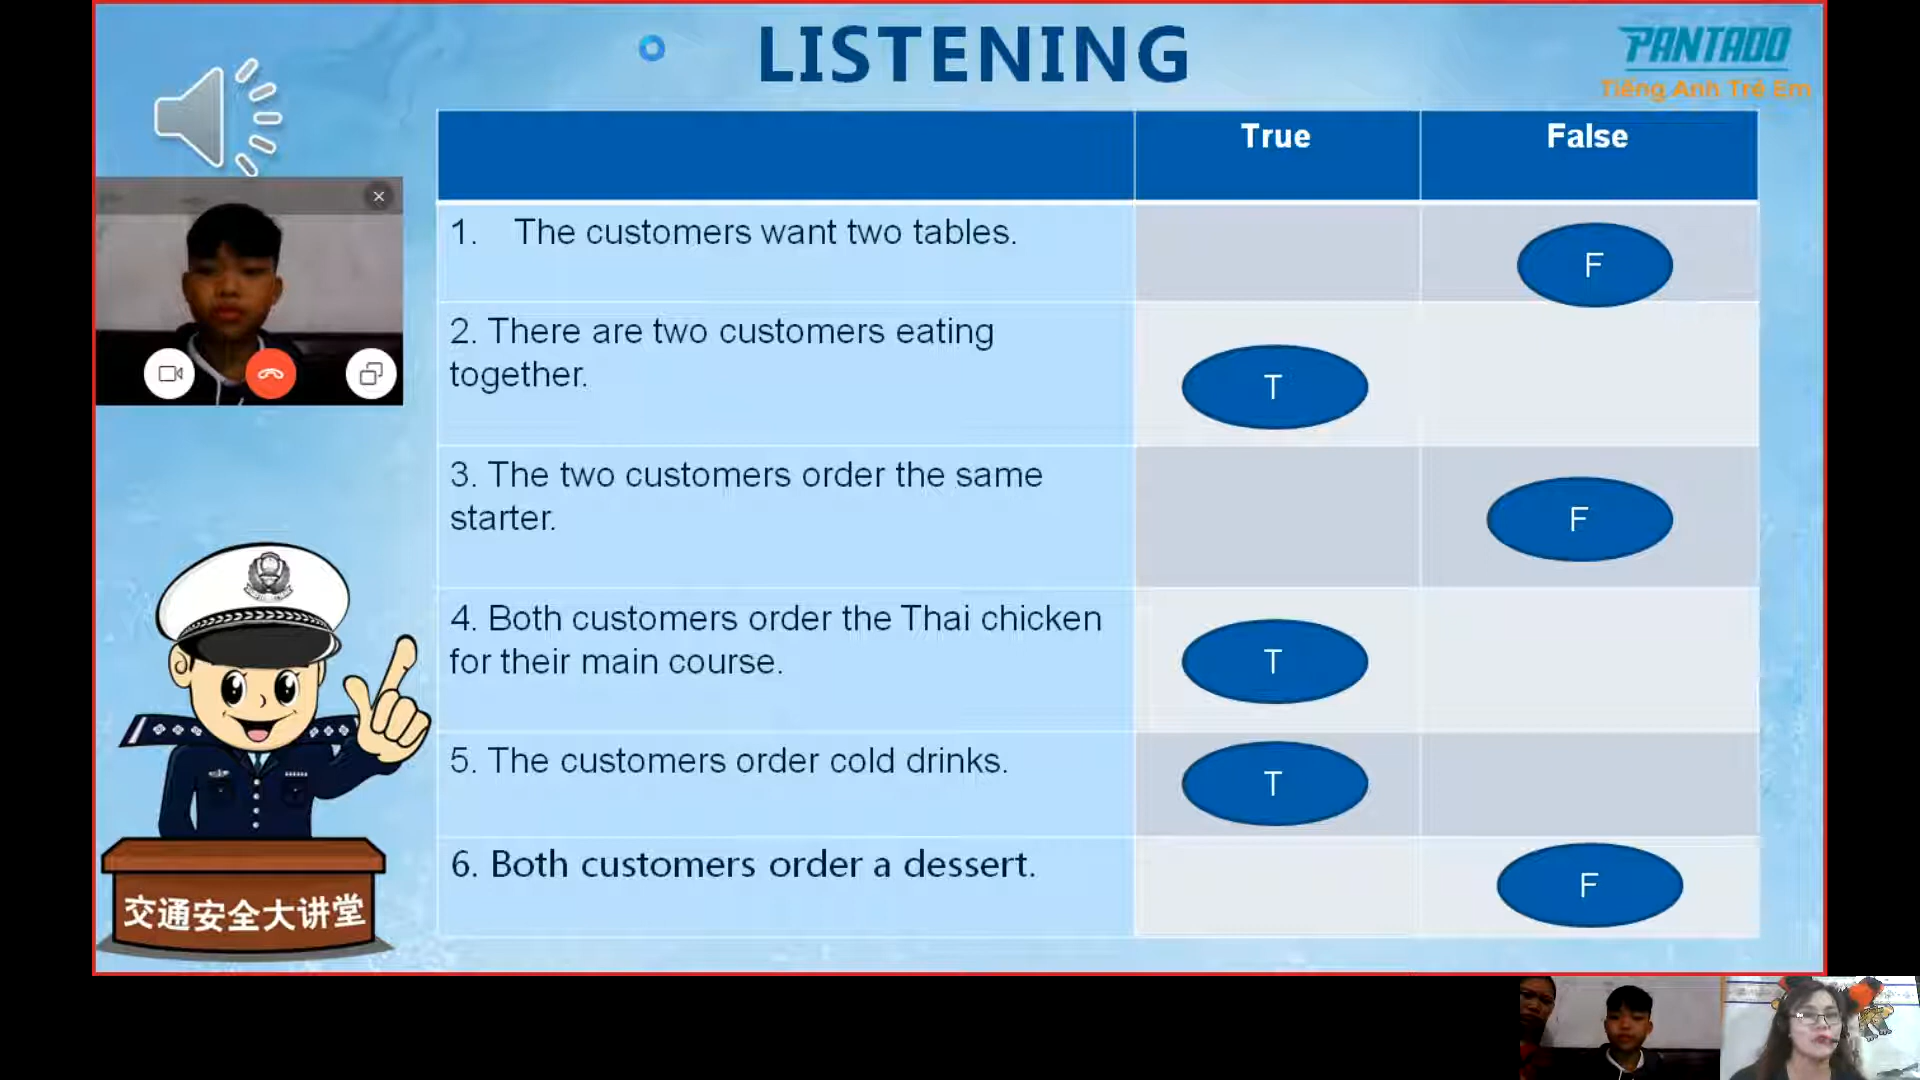 LISTENING
PANTADO
Tiếng Anh Trẻ Em
True
False
1. The customers want two tables.
F
2. There are two customers eating
together.
T
3. The two customers order the same
starter.
F
4. Both customers order the Thai chicken
for their main course.
T
5. The customers order cold drinks.
T
6. Both customers order a dessert.
F
交通安全大讲堂